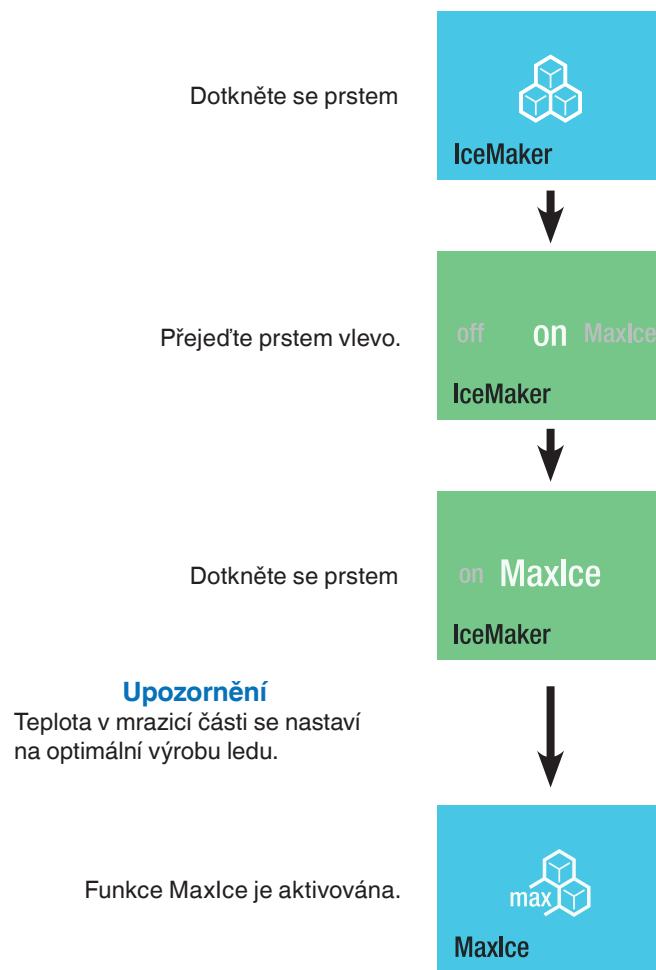 Dotkněte se prstem
IceMaker
Přejeďte prstem vlevo.
off on MaxIce
IceMaker
Dotkněte se prstem
on MaxIce
IceMaker
Upozornění
Teplota v mrazicí části se nastaví
na optimální výrobu ledu.
Funkce MaxIce je aktivována.
max
MaxIce